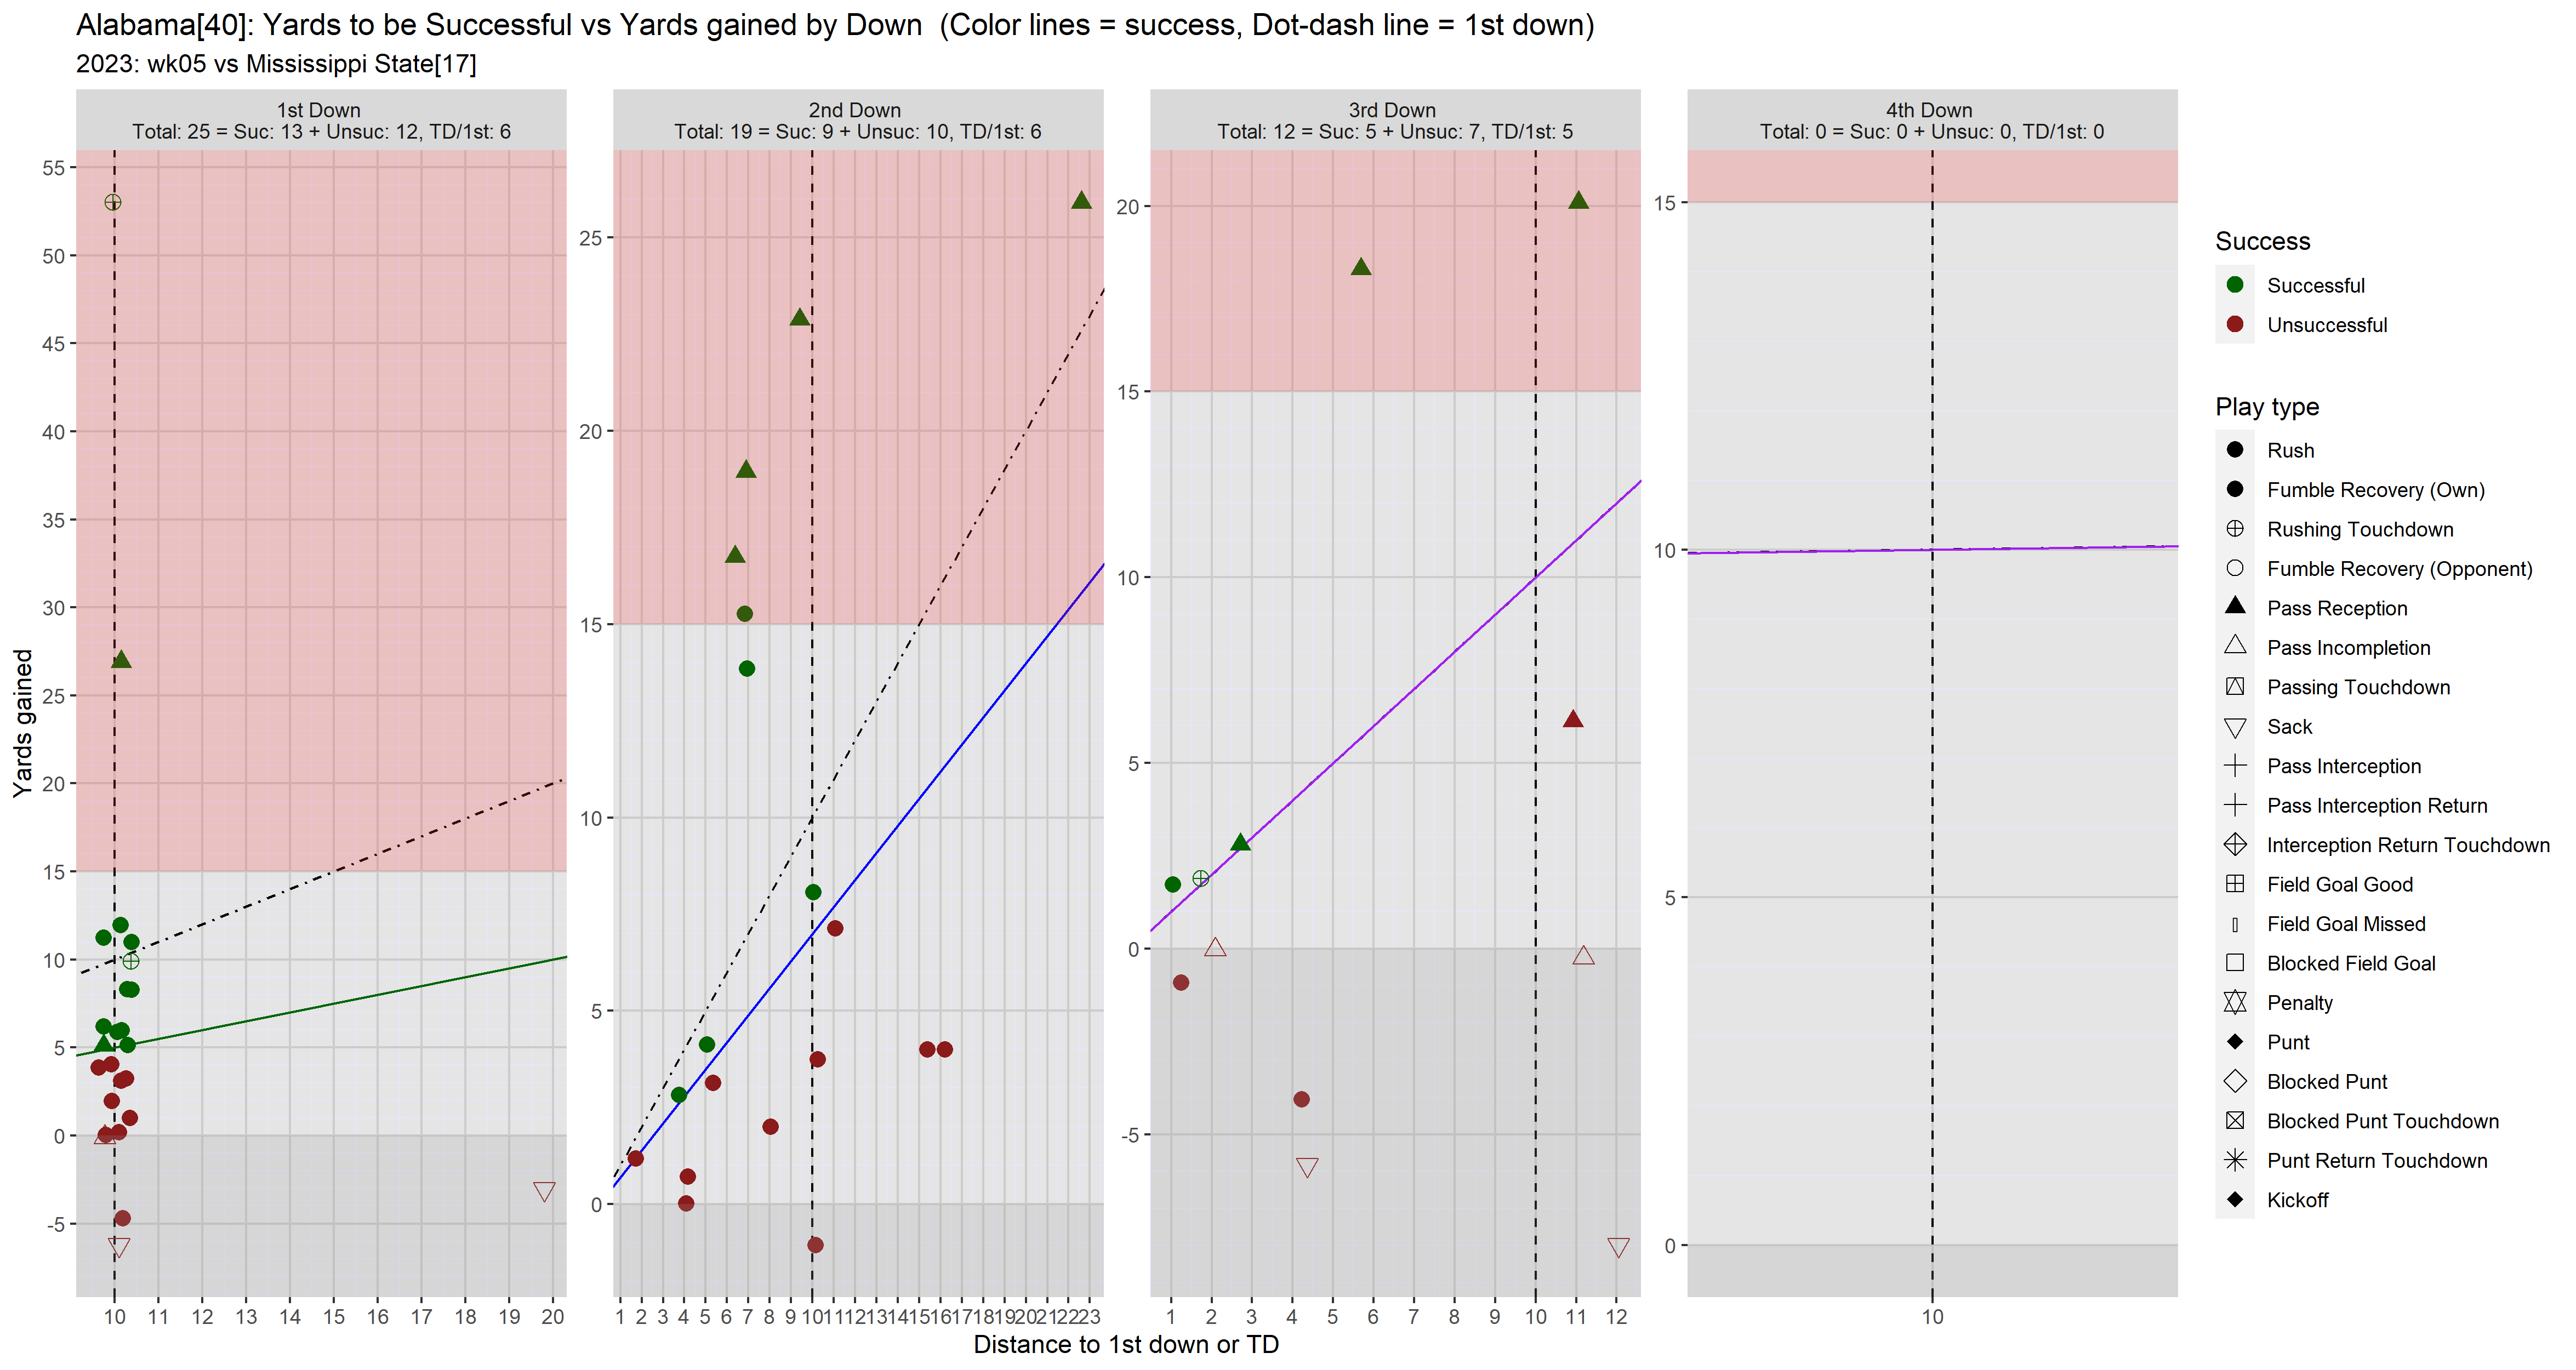 Alabama[40]: Yards to be Successful vs Yards gained by Down  (Color lines = success, Dot-dash line = 1st down)
2023: wk05 vs Mississippi State[17]
1st Down
Total: 25 = Suc: 13 + Unsuc: 12, TD/1st: 6
2nd Down
Total: 19 = Suc: 9 + Unsuc: 10, TD/1st: 6
3rd Down
Total: 12 = Suc: 5 + Unsuc: 7, TD/1st: 5
4th Down
Total: 0 = Suc: 0 + Unsuc: 0, TD/1st: 0
Yards gained
55
50
45
40
35
30
25
20
15
10
5
0
-5
10 11 12 13 14 15 16 17 18 19 20
25
20
15
10
5
0
1 2 3 4 5 6 7 8 9 10 11 12 13 14 15 16 17 18 19 20 21 22 23
20
15
10
5
0
-5
1 2 3 4 5 6 7 8 9 10 11 12
15
10
5
0
10
Distance to 1st down or TD
Success
Successful
Unsuccessful
Play type
Rush
Fumble Recovery (Own)
Rushing Touchdown
Fumble Recovery (Opponent)
Pass Reception
Pass Incompletion
Passing Touchdown
Sack
Pass Interception
Pass Interception Return
Interception Return Touchdown
Field Goal Good
Field Goal Missed
Blocked Field Goal
Penalty
Punt
Blocked Punt
Blocked Punt Touchdown
Punt Return Touchdown
Kickoff